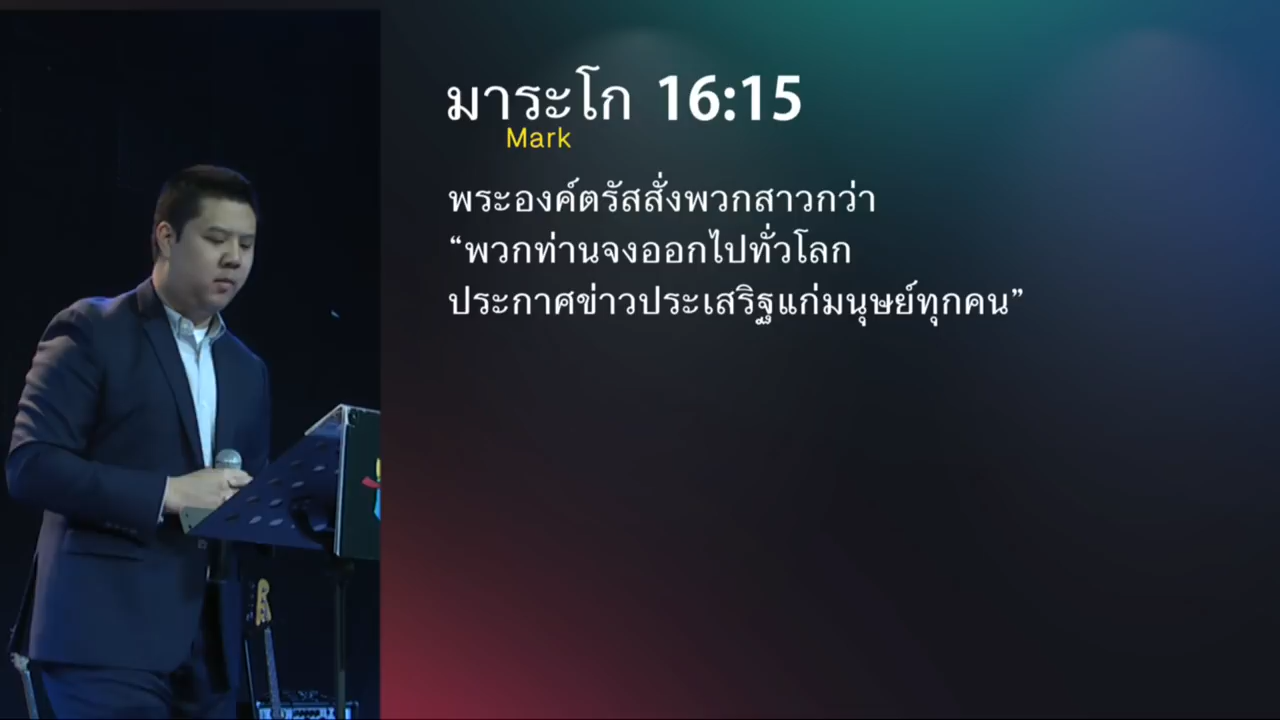 มาระโก 16:15
Mark
พระองค์ตรัสสั่งพวกสาวกว่า
“พวกท่านจงออกไปทั่วโลก
ประกาศข่าวประเสริฐแก่มนุษย์ทุกคน”